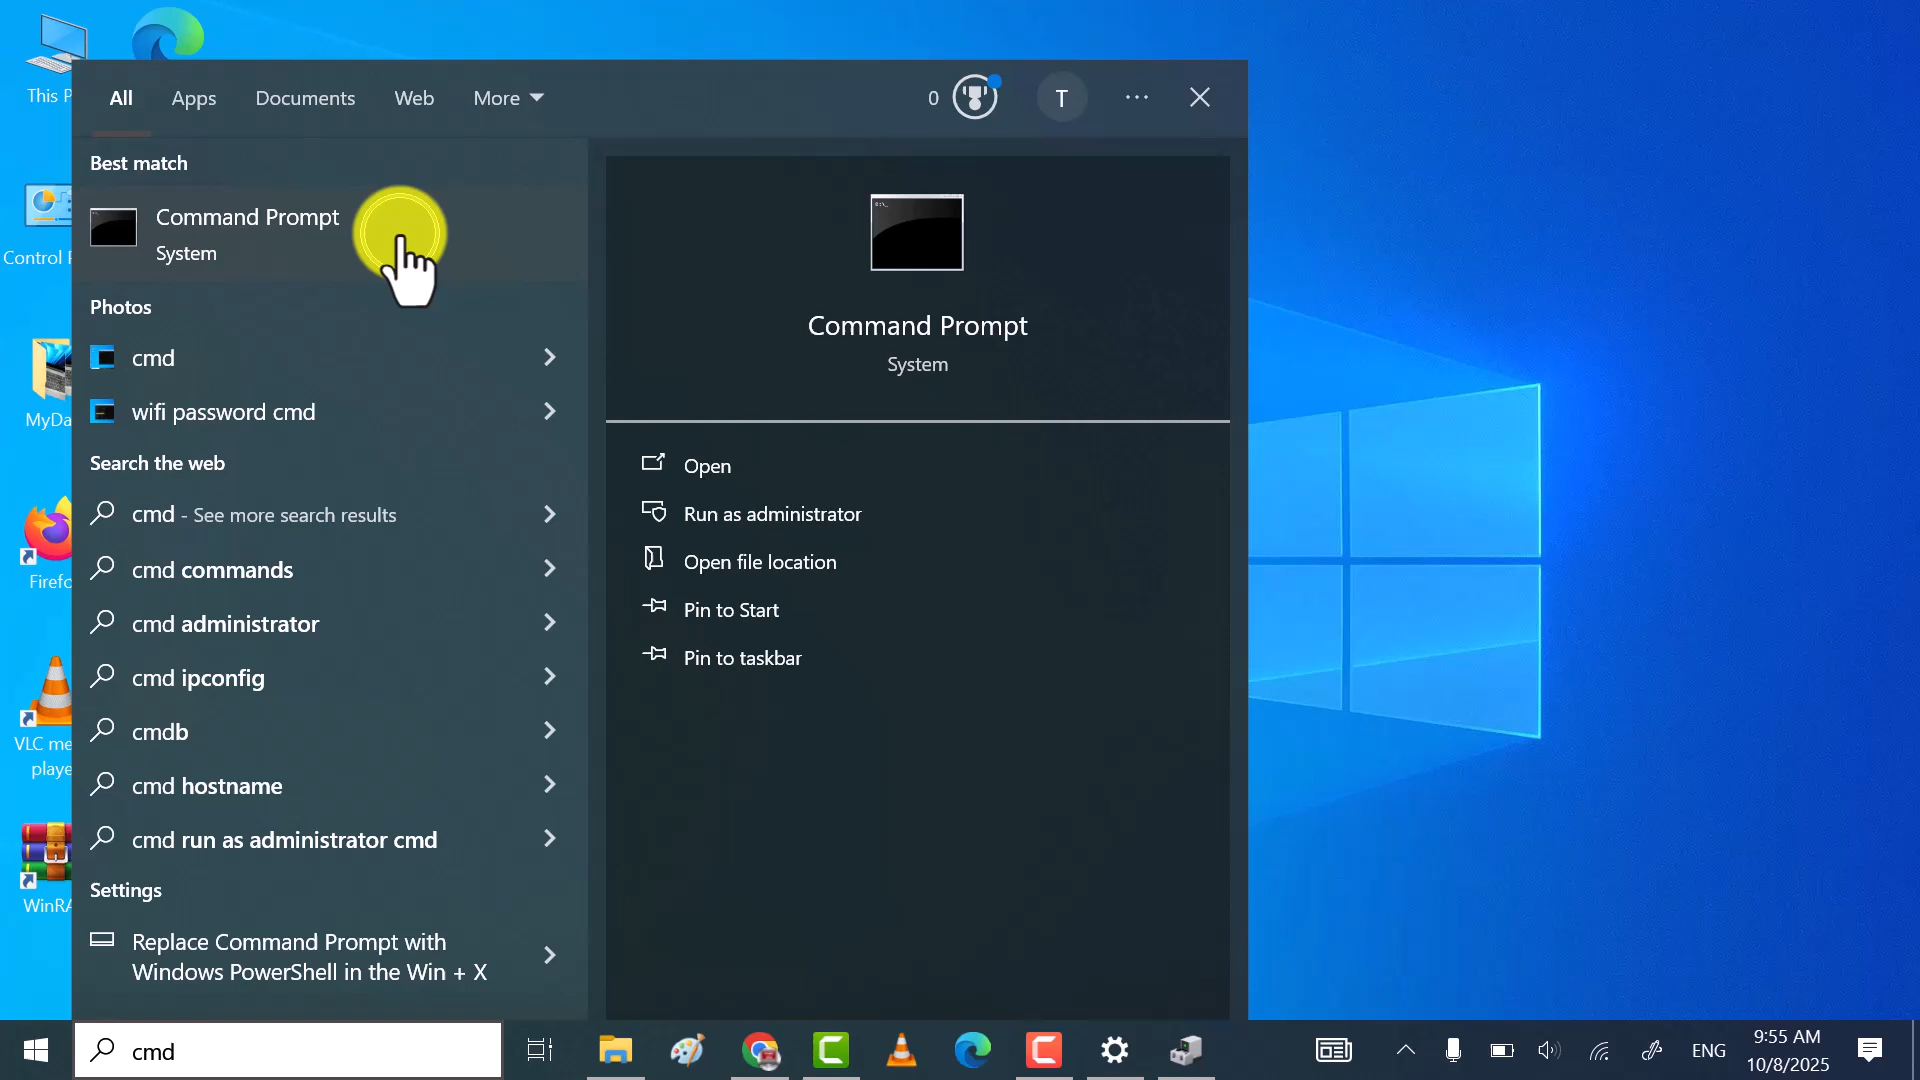 This P
Control P
MyDa
Firefo
VLC me
playe
WinRA
All Apps Documents Web More
0 T
Best match
Command Prompt
System
Photos
cmd
wifi password cmd
Search the web
cmd - See more search results
cmd commands
cmd administrator
cmd ipconfig
cmdb
cmd hostname
cmd run as administrator cmd
Settings
Replace Command Prompt with
Windows PowerShell in the Win + X
Command Prompt
System
Open
Run as administrator
Open file location
Pin to Start
Pin to taskbar
cmd
ENG
9:55 AM
10/8/2025